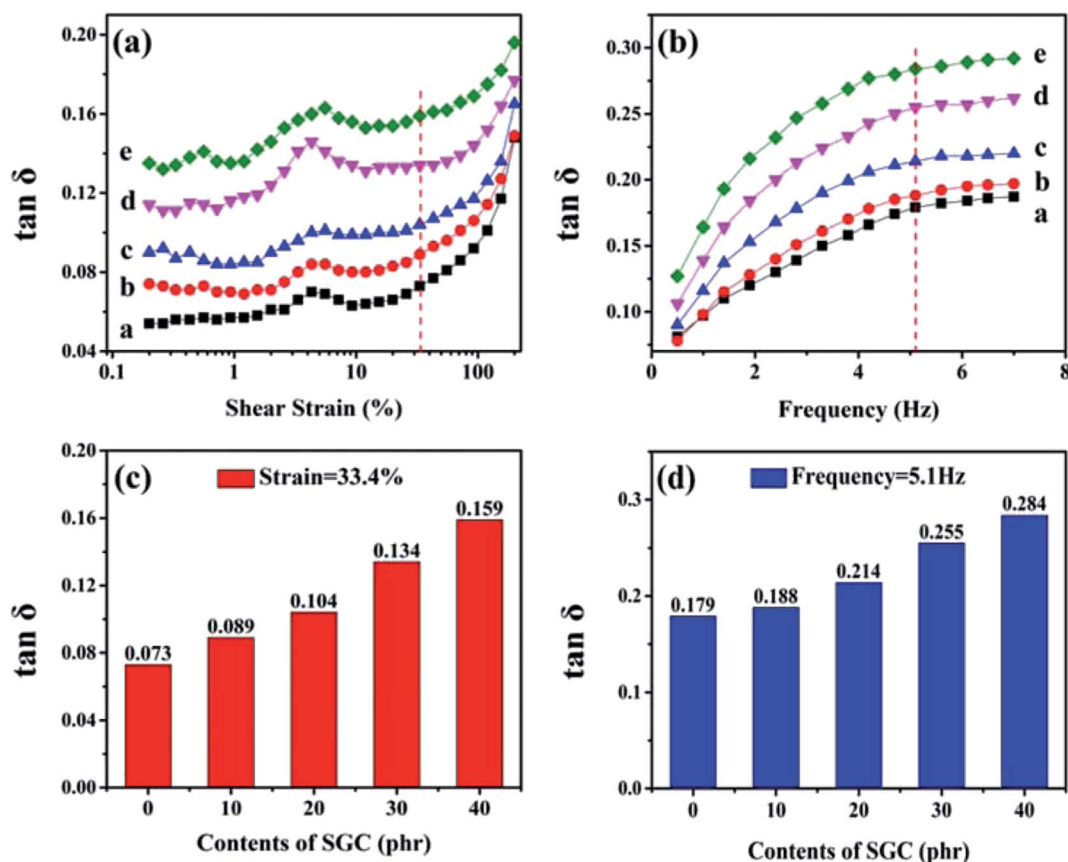 (a)
tan δ
0.20
0.16
0.12
0.08
0.04
e
d
c
b
a
0.1
1
10
100
Shear Strain (%)
(b)
tan δ
0.30
0.25
0.20
0.15
0.10
e
d
c
b
a
0
2
4
6
8
Frequency (Hz)
(c)
Strain=33.4%
tan δ
0.20
0.16
0.12
0.08
0.04
0.00
0.073
0.089
0.104
0.134
0.159
0
10
20
30
40
Contents of SGC (phr)
(d)
Frequency=5.1Hz
tan δ
0.3
0.2
0.1
0.0
0.179
0.188
0.214
0.255
0.284
0
10
20
30
40
Contents of SGC (phr)